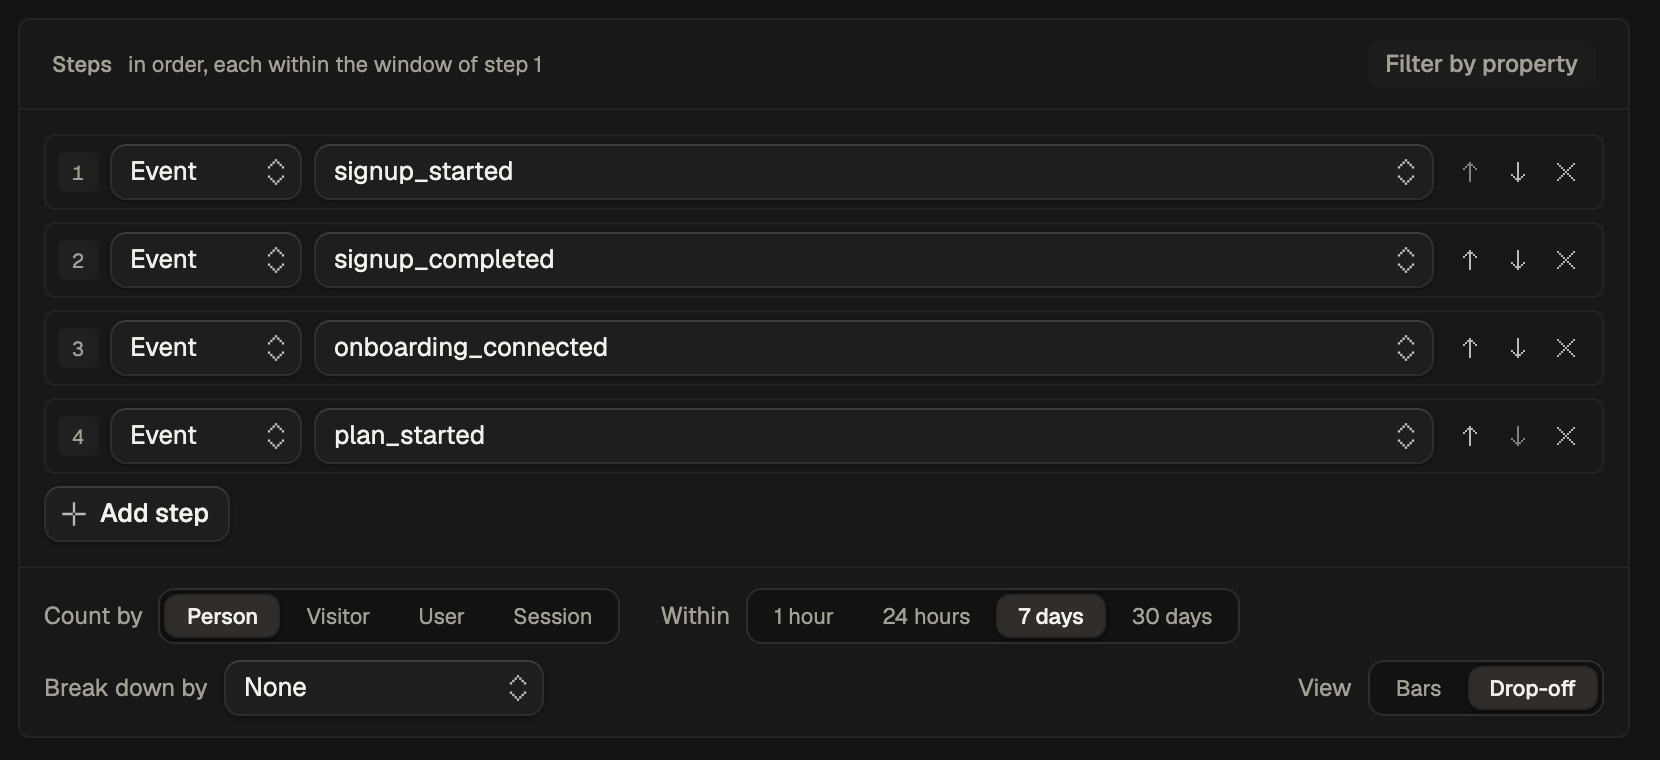 Steps in order, each within the window of step 1 Filter by property
1 Event signup_started
2 Event signup_completed
3 Event onboarding_connected
4 Event plan_started
Add step
Count by Person Visitor User Session Within 1 hour 24 hours 7 days 30 days
Break down by None View Bars Drop-off